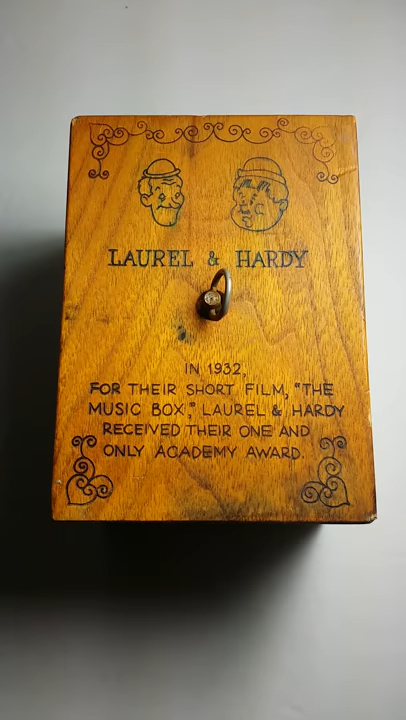 LAUREL & HARDY
IN 1932,
FOR THEIR SHORT FILM, "THE
MUSIC BOX," LAUREL & HARDY
RECEIVED THEIR ONE AND
ONLY ACADEMY AWARD.